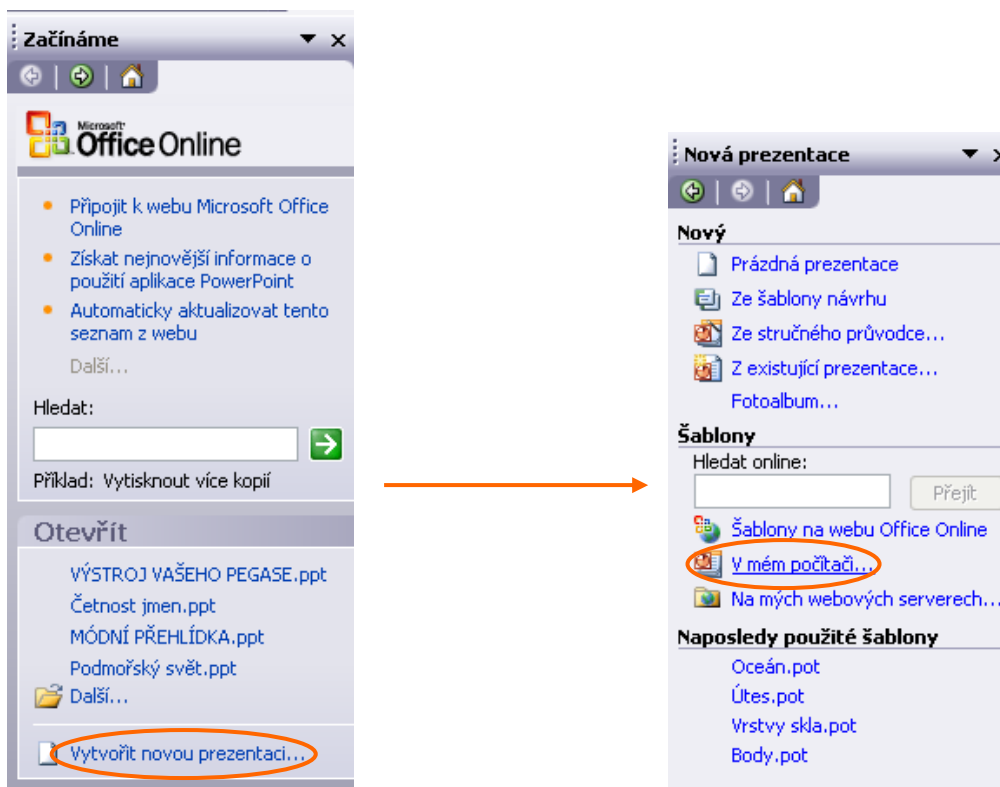 Začínáme
Microsoft
Office Online
Připojit k webu Microsoft Office
Online
Získat nejnovější informace o
použití aplikace PowerPoint
Automaticky aktualizovat tento
seznam z webu
Další...
Hledat:
Příklad: Vytisknout více kopií
Otevřít
VÝSTROJ VAŠEHO PEGASE.ppt
Četnost jmen.ppt
MÓDNÍ PŘEHLÍDKA.ppt
Podmořský svět.ppt
Další...
Vytvořit novou prezentaci...
Nová prezentace
Nový
Prázdná prezentace
Ze šablony návrhu
Ze stručného průvodce...
Z existující prezentace...
Fotoalbum...
Šablony
Hledat online:
Přejít
Šablony na webu Office Online
V mém počítači...
Na mých webových serverech...
Naposledy použité šablony
Oceán.pot
Útes.pot
Vrstvy skla.pot
Body.pot